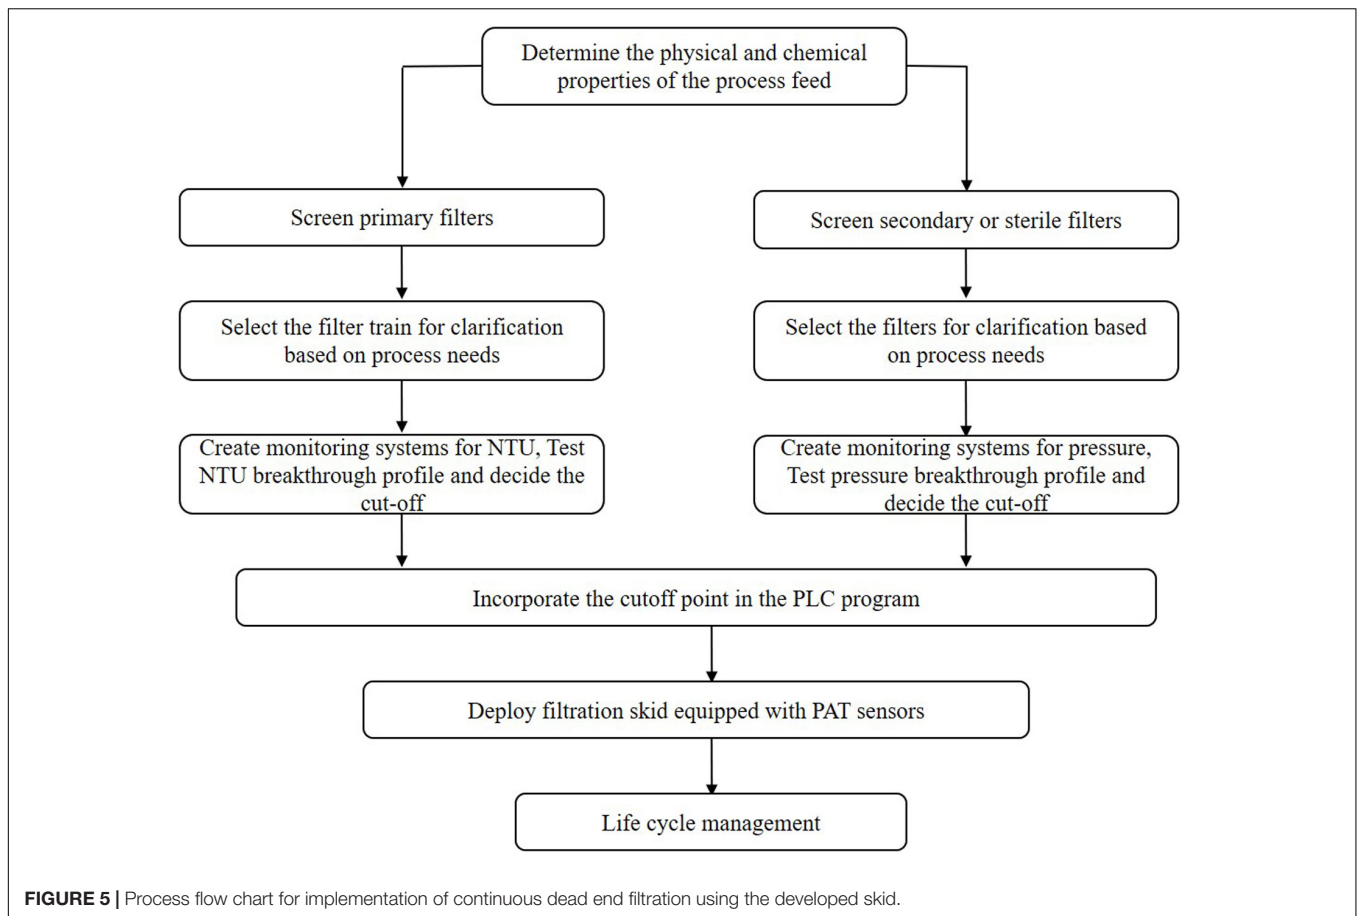 Determine the physical and chemical
properties of the process feed
Screen primary filters
Screen secondary or sterile filters
Select the filter train for clarification
based on process needs
Select the filters for clarification based
on process needs
Create monitoring systems for NTU, Test
NTU breakthrough profile and decide the
cut-off
Create monitoring systems for pressure,
Test pressure breakthrough profile and
decide the cut-off
Incorporate the cutoff point in the PLC program
Deploy filtration skid equipped with PAT sensors
Life cycle management
FIGURE 5 | Process flow chart for implementation of continuous dead end filtration using the developed skid.